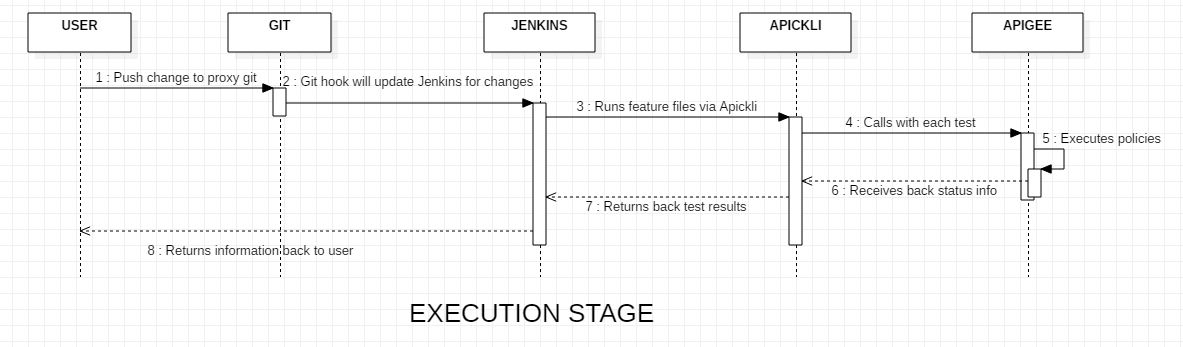 USER
GIT
JENKINS
APICKLI
APIGEE
1 : Push change to proxy git
2 : Git hook will update Jenkins for changes
3 : Runs feature files via Apickli
4 : Calls with each test
5 : Executes policies
6 : Receives back status info
7 : Returns back test results
8 : Returns information back to user
EXECUTION STAGE